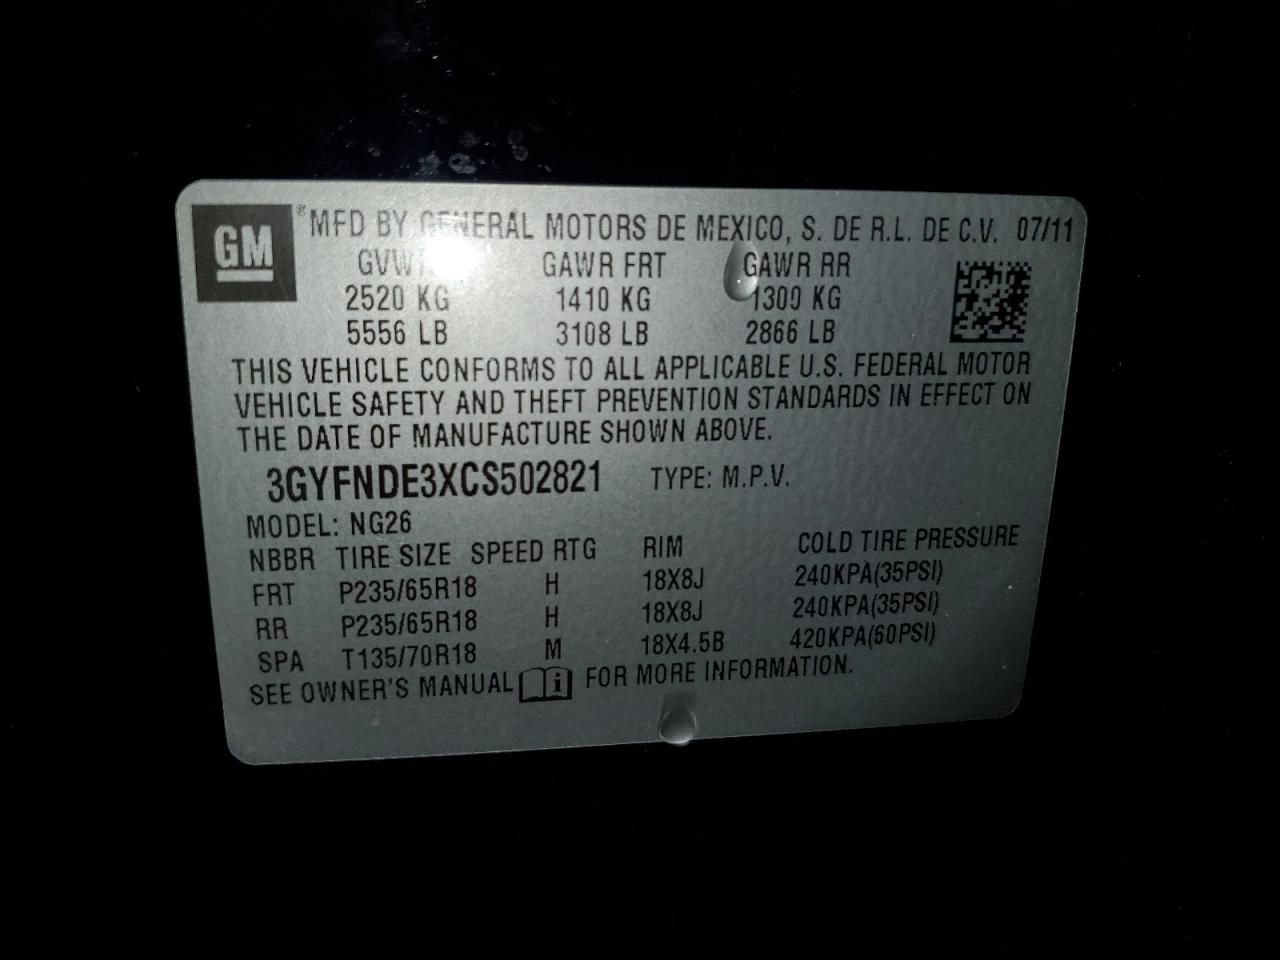 GM ® MFD BY GENERAL MOTORS DE MEXICO, S. DE R.L. DE C.V. 07/11
GAWR FRT GAWR RR
2520 KG 1410 KG 1300 KG
5556 LB 3108 LB 2866 LB
THIS VEHICLE CONFORMS TO ALL APPLICABLE U.S. FEDERAL MOTOR
VEHICLE SAFETY AND THEFT PREVENTION STANDARDS IN EFFECT ON
THE DATE OF MANUFACTURE SHOWN ABOVE.
3GYFNDE3XCS502821 TYPE: M.P.V.
MODEL: NG26
NBBR TIRE SIZE SPEED RTG RIM COLD TIRE PRESSURE
FRT P235/65R18 H 18X8J 240KPA(35PSI)
RR P235/65R18 H 18X8J 240KPA(35PSI)
SPA T135/70R18 M 18X4.5B 420KPA(60PSI)
SEE OWNER'S MANUAL i FOR MORE INFORMATION.